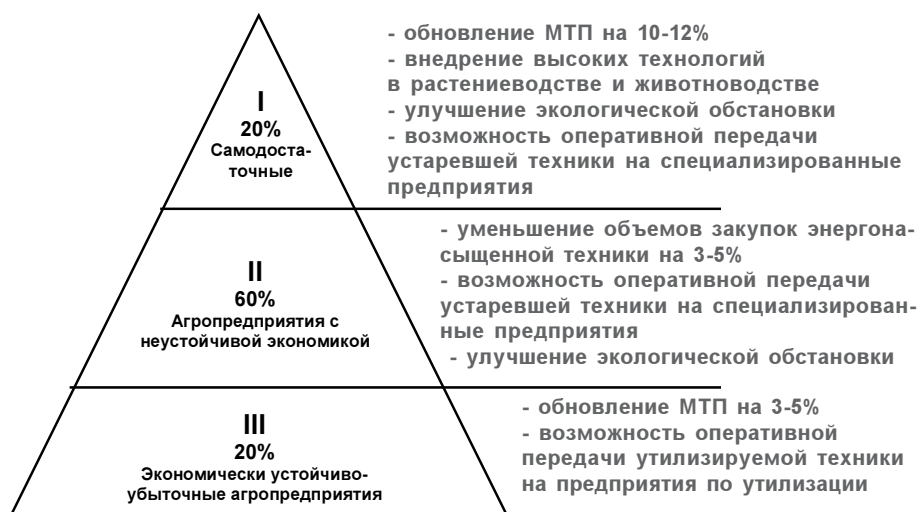 I
20%
Самодоста-
точные
- обновление МТП на 10-12%
- внедрение высоких технологий
в растениеводстве и животноводстве
- улучшение экологической обстановки
- возможность оперативной передачи
устаревшей техники на специализированные
предприятия
II
60%
Агропредприятия с
неустойчивой экономикой
- уменьшение объемов закупок энергона-
сыщенной техники на 3-5%
- возможность оперативной передачи
устаревшей техники на специализирован-
ные предприятия
- улучшение экологической обстановки
III
20%
Экономически устойчиво-
убыточные агропредприятия
- обновление МТП на 3-5%
- возможность оперативной
передачи утилизируемой техники
на предприятия по утилизации